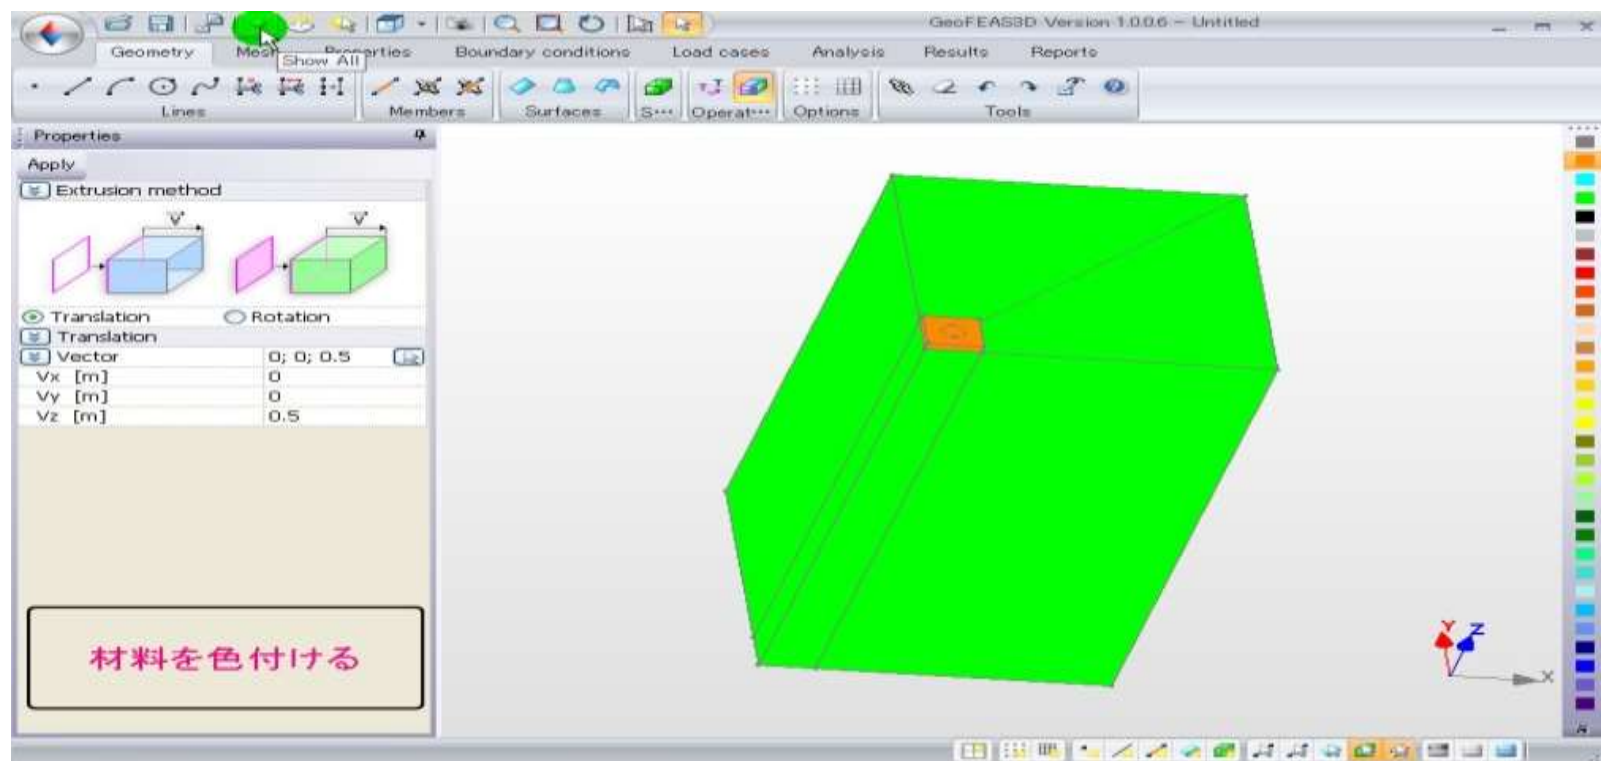 GeoFEAS3D Version 1.0.0.6 - Untitled
Geometry Mesh Properties Boundary conditions Load cases Analysis Results Reports
Show All
Lines Members Surfaces S... Operat... Options Tools
Properties
Apply
Extrusion method
V V
Translation Rotation
Translation
Vector 0; 0; 0.5
Vx [m] 0
Vy [m] 0
Vz [m] 0.5
材料を色付ける
Y Z
X